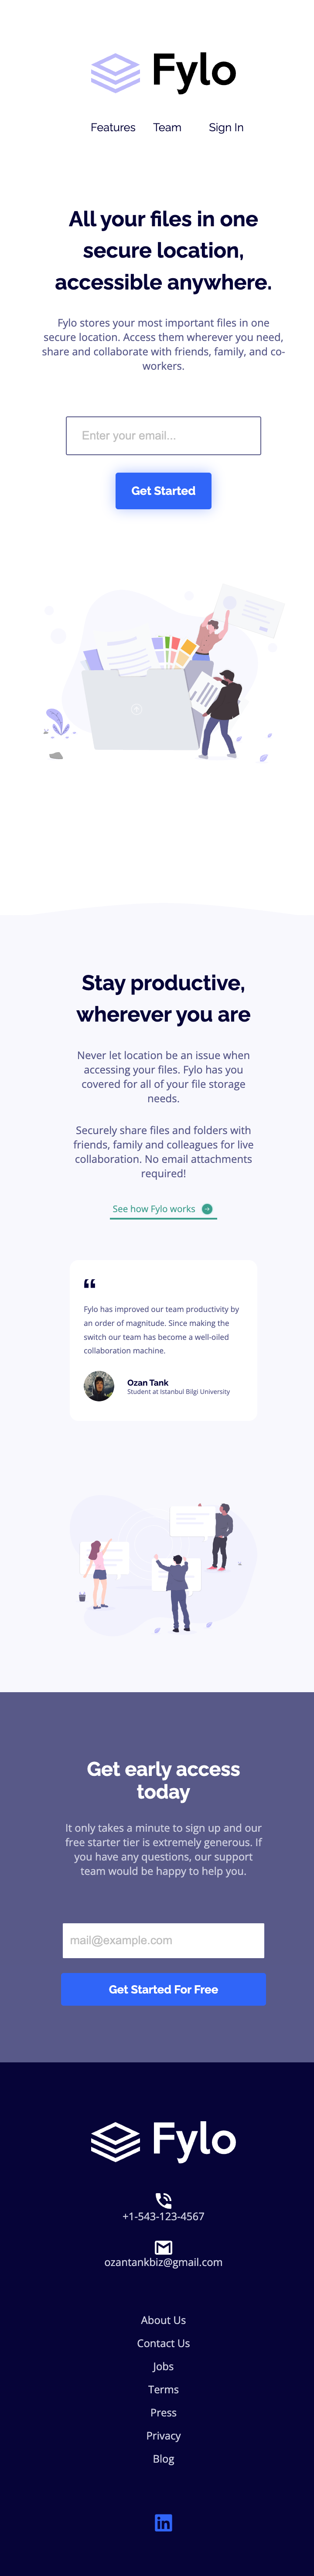 Fylo
Features Team Sign In
All your files in one
secure location,
accessible anywhere.
Fylo stores your most important files in one
secure location. Access them wherever you need,
share and collaborate with friends, family, and co-
workers.
Enter your email...
Get Started
Stay productive,
wherever you are
Never let location be an issue when
accessing your files. Fylo has you
covered for all of your file storage
needs.
Securely share files and folders with
friends, family and colleagues for live
collaboration. No email attachments
required!
See how Fylo works
Fylo has improved our team productivity by
an order of magnitude. Since making the
switch our team has become a well-oiled
collaboration machine.
Ozan Tank
Student at Istanbul Bilgi University
Get early access
today
It only takes a minute to sign up and our
free starter tier is extremely generous. If
you have any questions, our support
team would be happy to help you.
mail@example.com
Get Started For Free
Fylo
+1-543-123-4567
ozantankbiz@gmail.com
About Us
Contact Us
Jobs
Terms
Press
Privacy
Blog
in